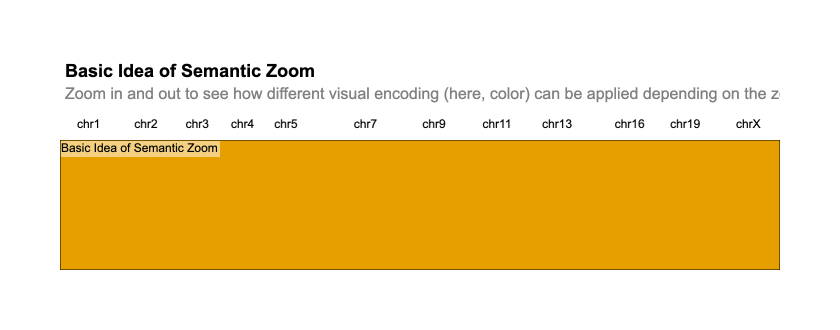 Basic Idea of Semantic Zoom
Zoom in and out to see how different visual encoding (here, color) can be applied depending on the
chr1 chr2 chr3 chr4 chr5 chr7 chr9 chr11 chr13 chr16 chr19 chrX
Basic Idea of Semantic Zoom